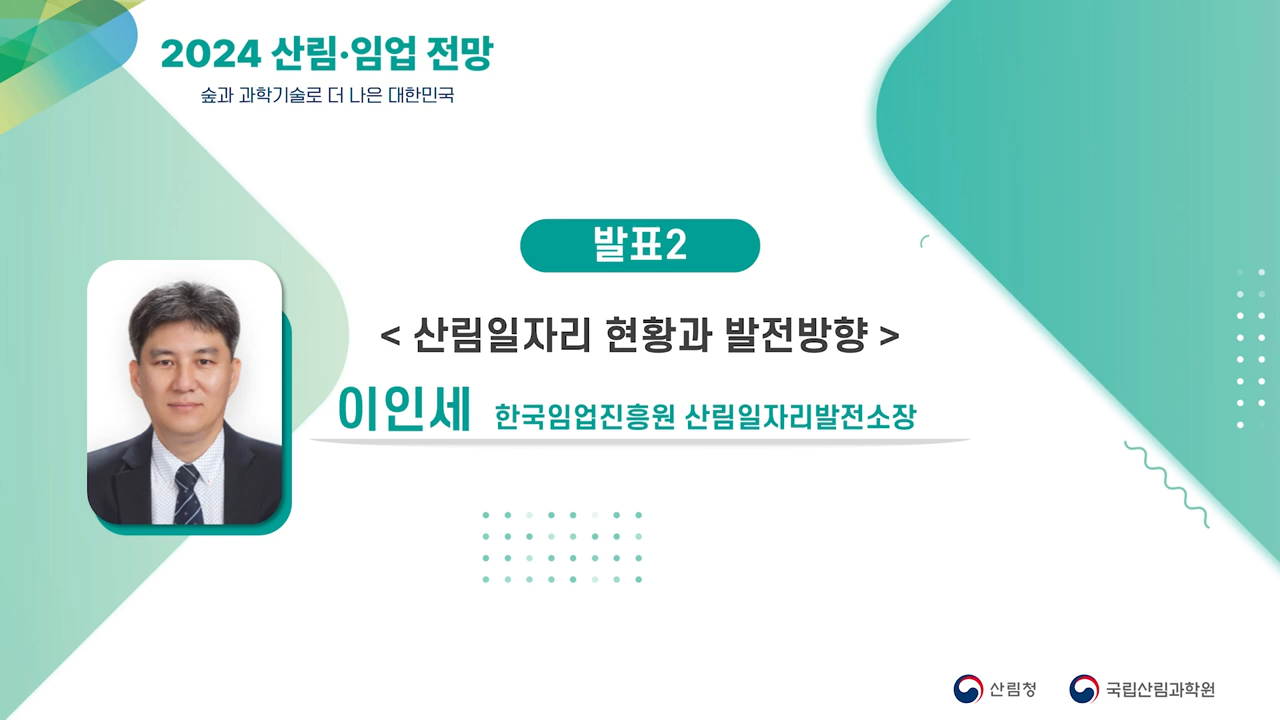 2024 산림·임업 전망
숲과 과학기술로 더 나은 대한민국
발표2
< 산림일자리 현황과 발전방향 >
이인세 한국임업진흥원 산림일자리발전소장
산림청 국립산림과학원